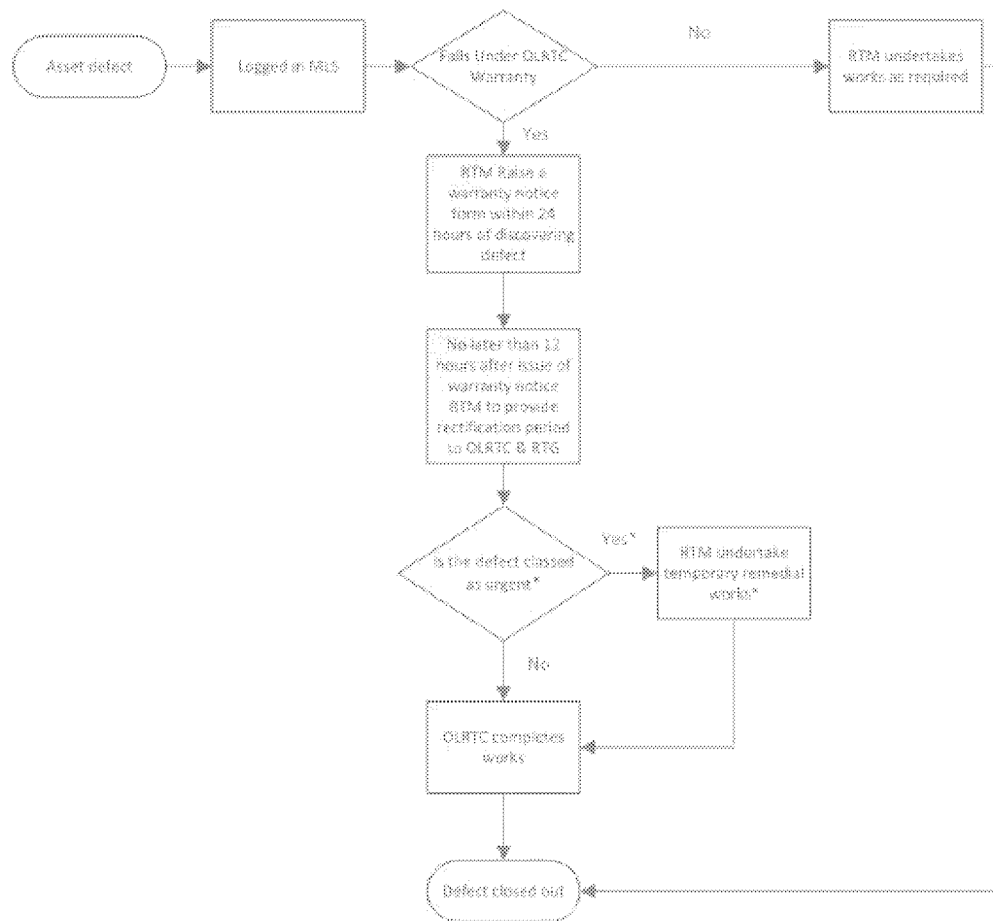 Asset defect
Logged in MLS
Falls Under OLRTC
Warranty
No
RTM undertakes
works as required
Yes
RTM Raise a
warranty notice
form within 24
hours of discovering
defect
No later than 12
hours after issue of
warranty notice
RTM to provide
rectification period
to OLRTC & RTG
Is the defect classed
as urgent*
Yes*
RTM undertake
temporary remedial
works*
No
OLRTC completes
works
Defect closed out